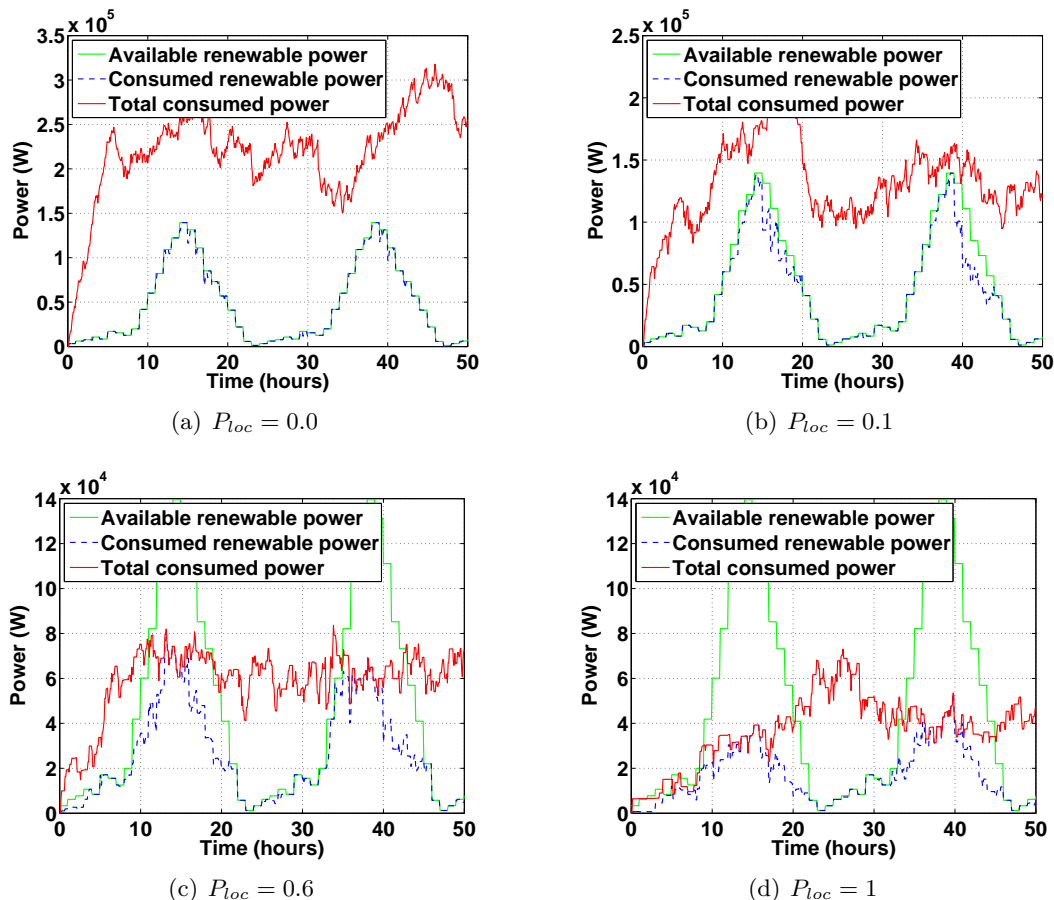 x 10^5
3.5
3
2.5
2
1.5
1
0.5
0
Power (W)
Available renewable power
Consumed renewable power
Total consumed power
0 10 20 30 40 50
Time (hours)
(a) P_loc = 0.0
x 10^5
2.5
2
1.5
1
0.5
0
Power (W)
Available renewable power
Consumed renewable power
Total consumed power
0 10 20 30 40 50
Time (hours)
(b) P_loc = 0.1
x 10^4
14
12
10
8
6
4
2
0
Power (W)
Available renewable power
Consumed renewable power
Total consumed power
0 10 20 30 40 50
Time (hours)
(c) P_loc = 0.6
x 10^4
14
12
10
8
6
4
2
0
Power (W)
Available renewable power
Consumed renewable power
Total consumed power
0 10 20 30 40 50
Time (hours)
(d) P_loc = 1